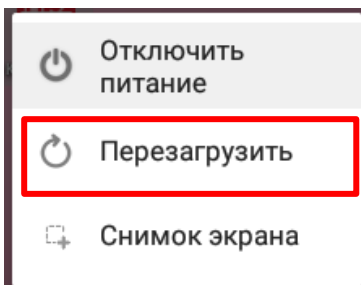 Отключить
питание
Перезагрузить
Снимок экрана